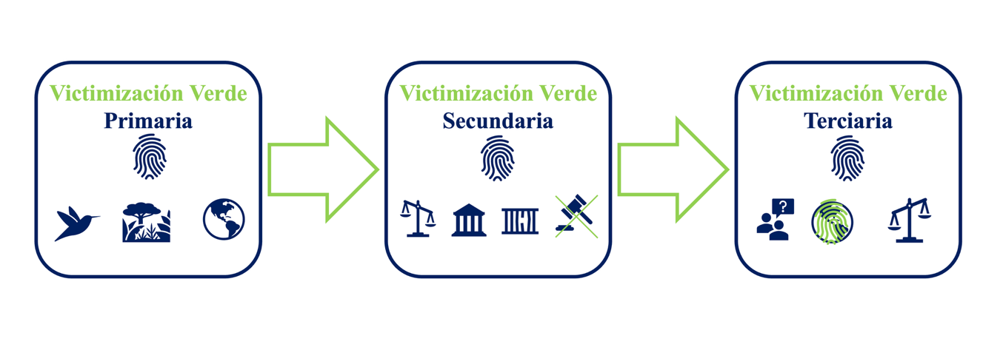 Victimización Verde
Primaria
Victimización Verde
Secundaria
?
Victimización Verde
Terciaria
?